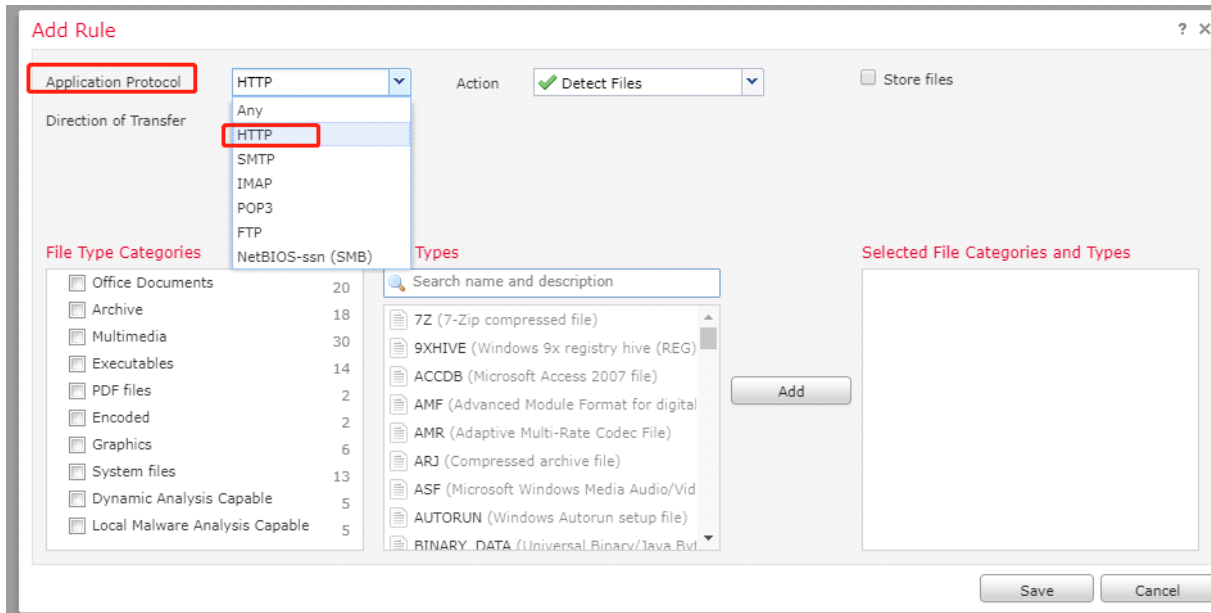 Add Rule
?
Application Protocol
HTTP
Action
Detect Files
Store files
Any
HTTP
SMTP
IMAP
POP3
FTP
NetBIOS-ssn (SMB)
Direction of Transfer
File Type Categories
Office Documents 20
Archive 18
Multimedia 30
Executables 14
PDF files 2
Encoded 2
Graphics 6
System files 13
Dynamic Analysis Capable 5
Local Malware Analysis Capable 5
Types
Search name and description
7Z (7-Zip compressed file)
9XHIVE (Windows 9x registry hive (REG)
ACCDB (Microsoft Access 2007 file)
AMF (Advanced Module Format for digital
AMR (Adaptive Multi-Rate Codec File)
ARJ (Compressed archive file)
ASF (Microsoft Windows Media Audio/Vid
AUTORUN (Windows Autorun setup file)
BINARY_DATA (Universal Binary/Java Byt
Add
Selected File Categories and Types
Save
Cancel